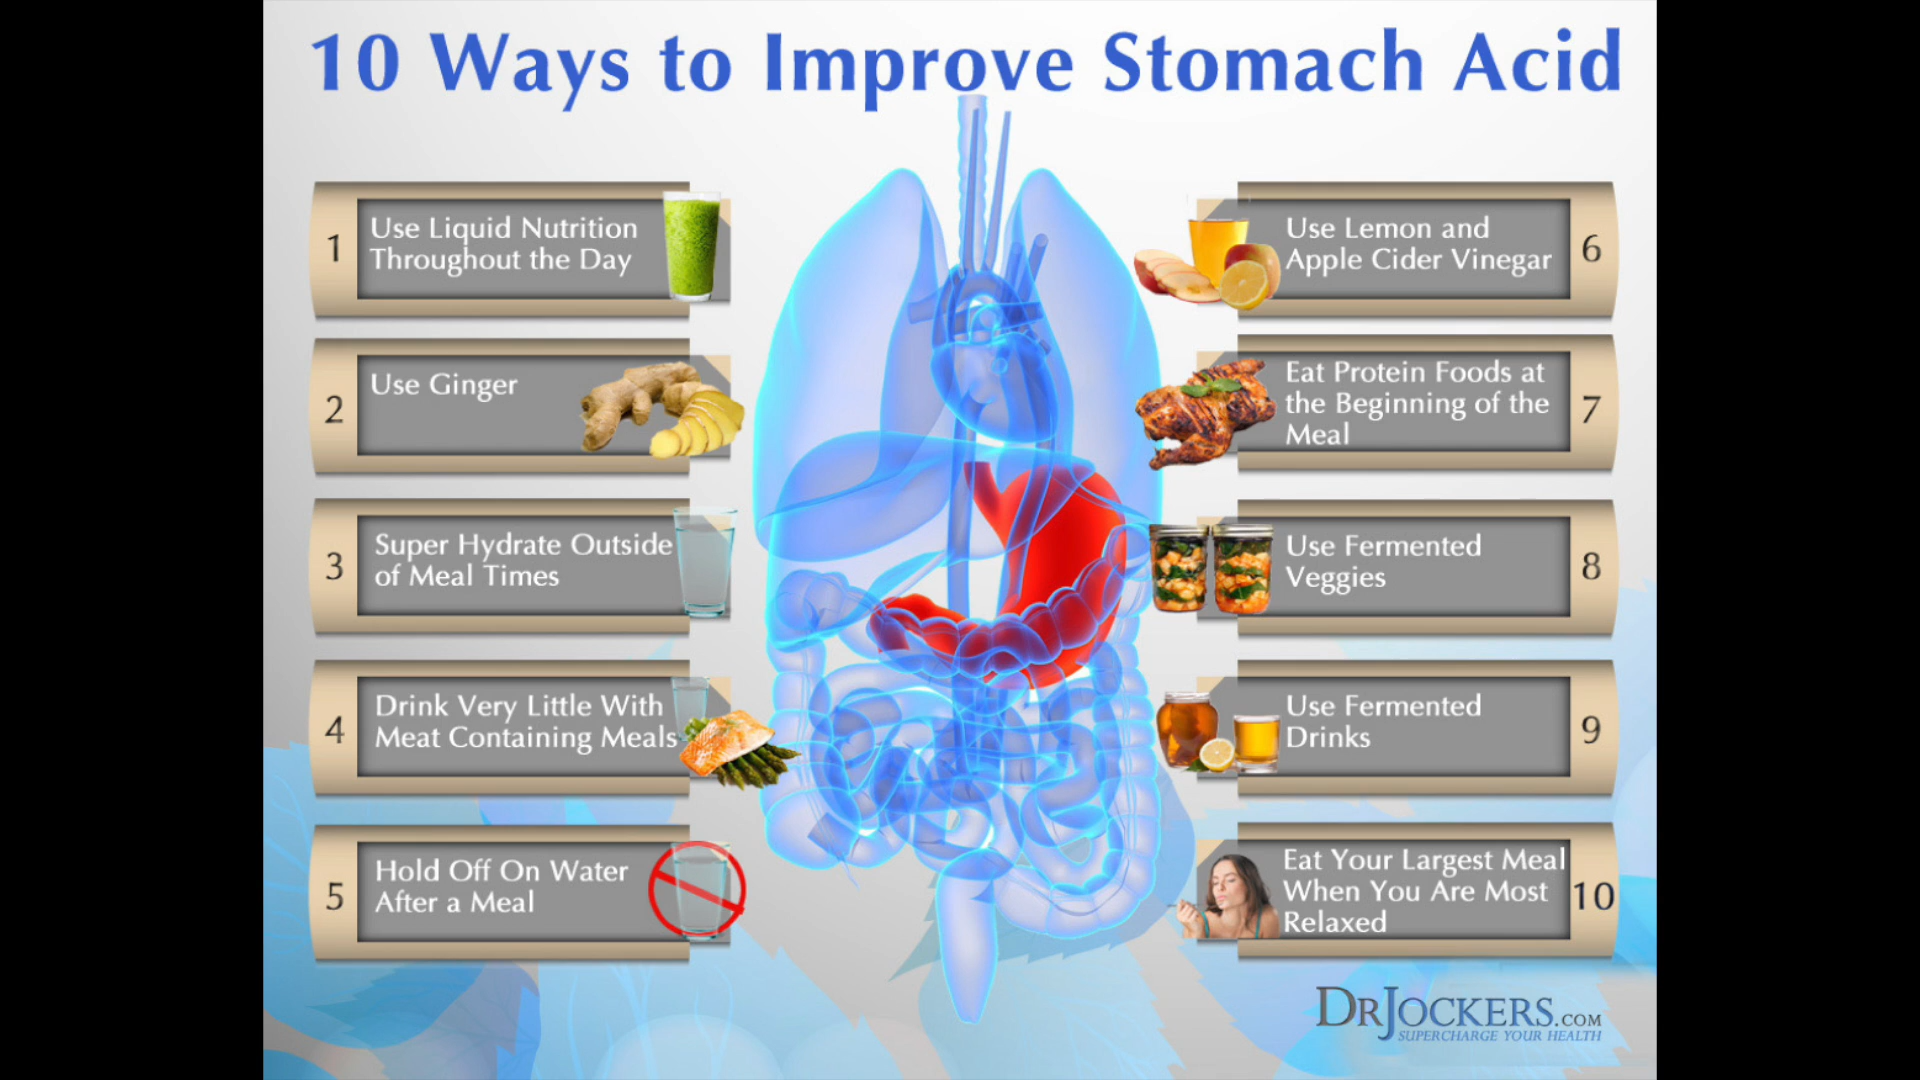 10 Ways to Improve Stomach Acid
1
Use Liquid Nutrition
Throughout the Day
2
Use Ginger
3
Super Hydrate Outside
of Meal Times
4
Drink Very Little With
Meat Containing Meals
5
Hold Off On Water
After a Meal
Use Lemon and
Apple Cider Vinegar
6
Eat Protein Foods at
the Beginning of the
Meal
7
Use Fermented
Veggies
8
Use Fermented
Drinks
9
Eat Your Largest Meal
When You Are Most
Relaxed
10
DRJOCKERS.COM
SUPERCHARGE YOUR HEALTH